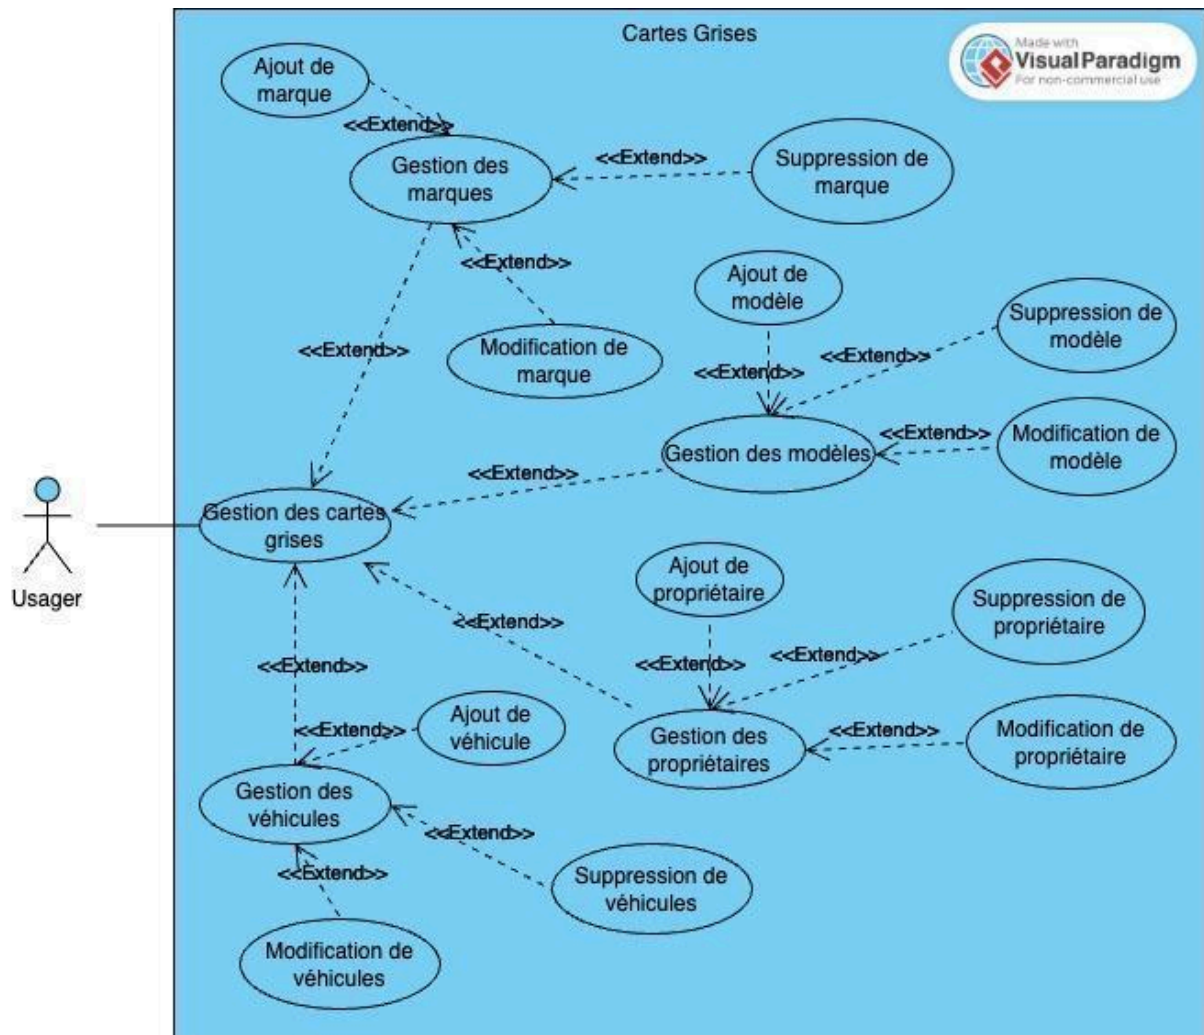 Cartes Grises
Made with
Visual Paradigm
For non-commercial use
Ajout de
marque
<<Extend>>
Gestion des
marques
<<Extend>>
Suppression de
marque
<<Extend>>
Modification de
marque
<<Extend>>
Ajout de
modèle
<<Extend>>
Suppression de
modèle
<<Extend>>
Gestion des modèles
<<Extend>>
Modification de
modèle
<<Extend>>
Gestion des cartes
grises
Usager
Ajout de
propriétaire
<<Extend>>
Suppression de
propriétaire
<<Extend>>
<<Extend>>
Gestion des
propriétaires
<<Extend>>
Modification de
propriétaire
<<Extend>>
<<Extend>>
Ajout de
véhicule
Gestion des
véhicules
<<Extend>>
Suppression de
véhicules
<<Extend>>
Modification de
véhicules